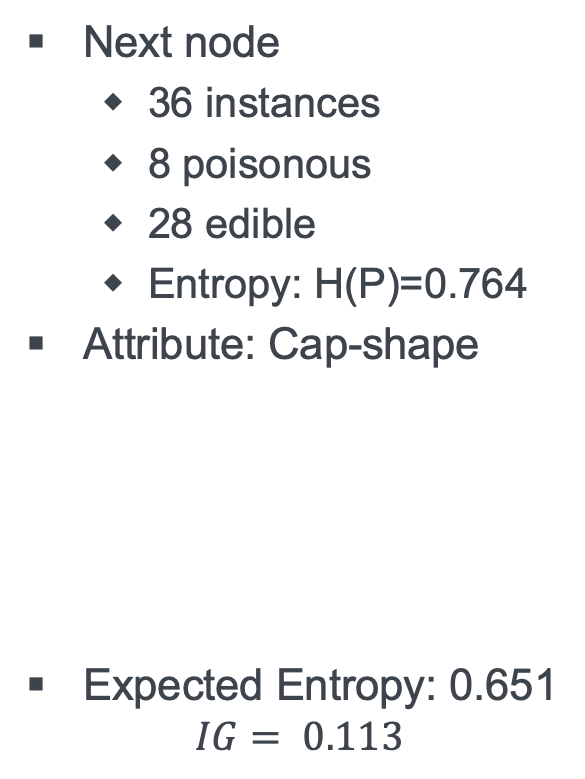 ▪ Next node
◆ 36 instances
◆ 8 poisonous
◆ 28 edible
◆ Entropy: H(P)=0.764
▪ Attribute: Cap-shape
▪ Expected Entropy: 0.651
IG = 0.113